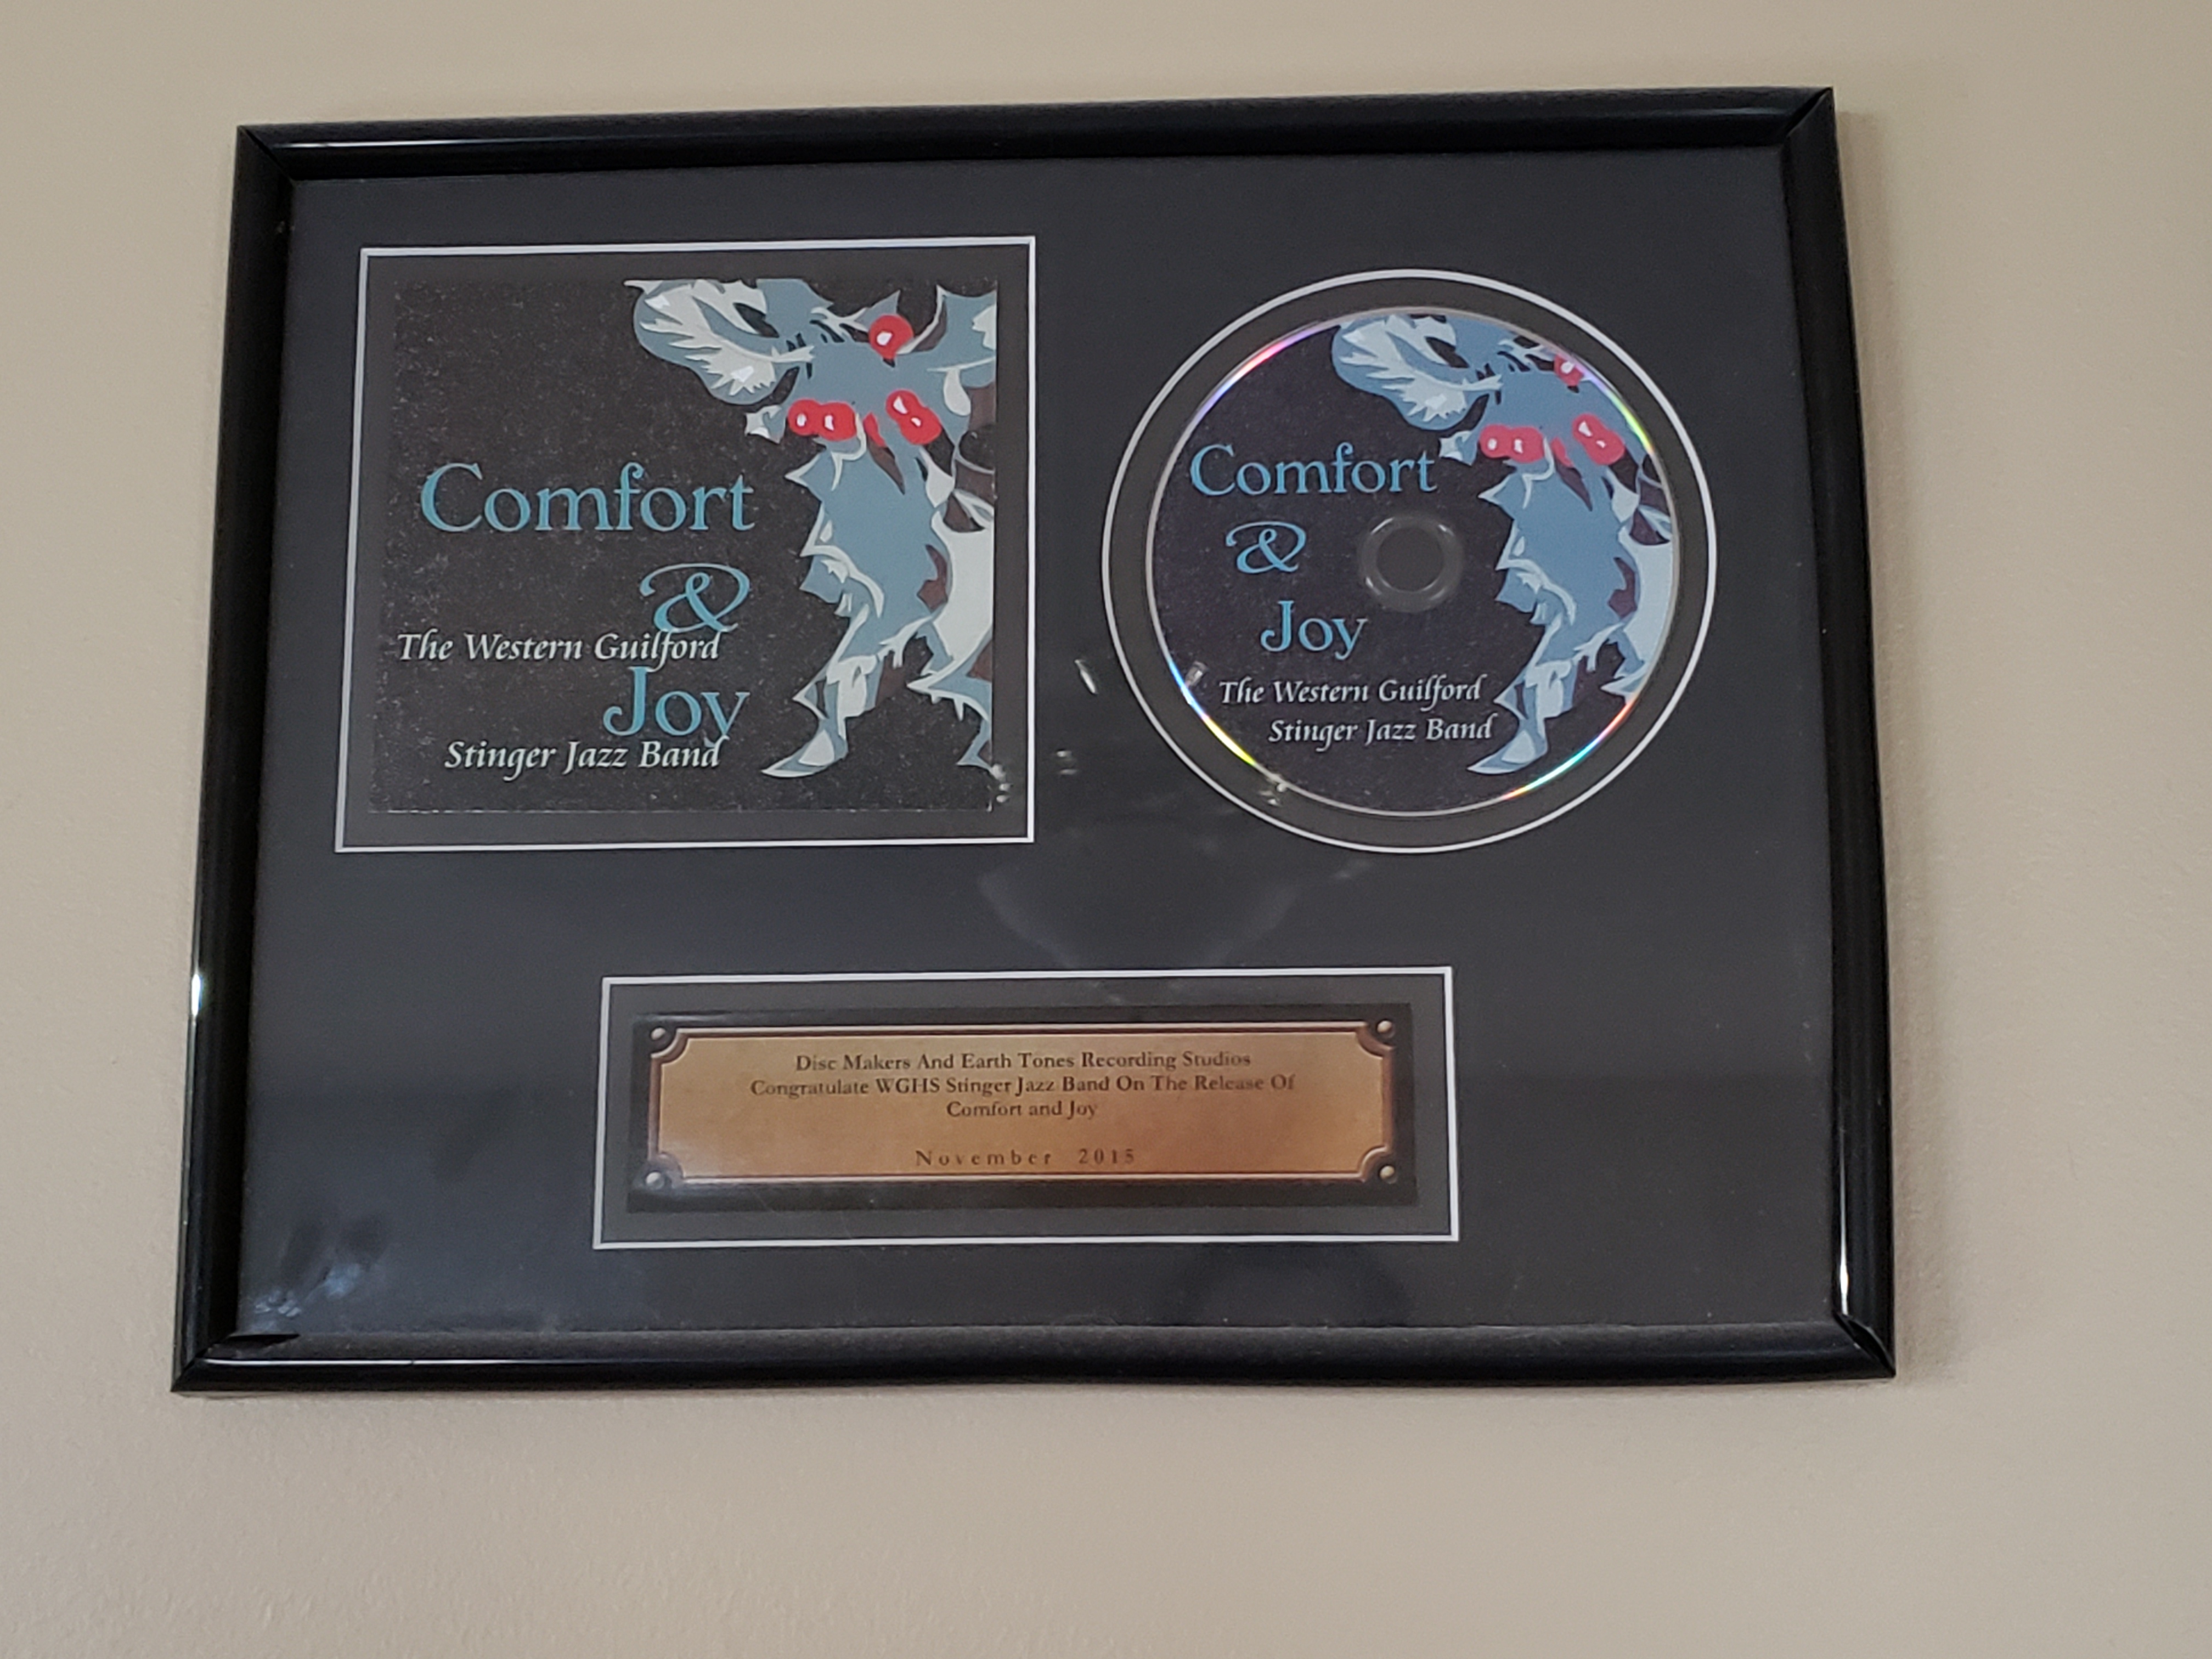 Comfort
&
The Western Guilford
Joy
Stinger Jazz Band
Comfort
&
Joy
The Western Guilford
Stinger Jazz Band
Disc Makers And Earth Tones Recording Studios
Congratulate WGHS Stinger Jazz Band On The Release Of
Comfort and Joy
November 2015